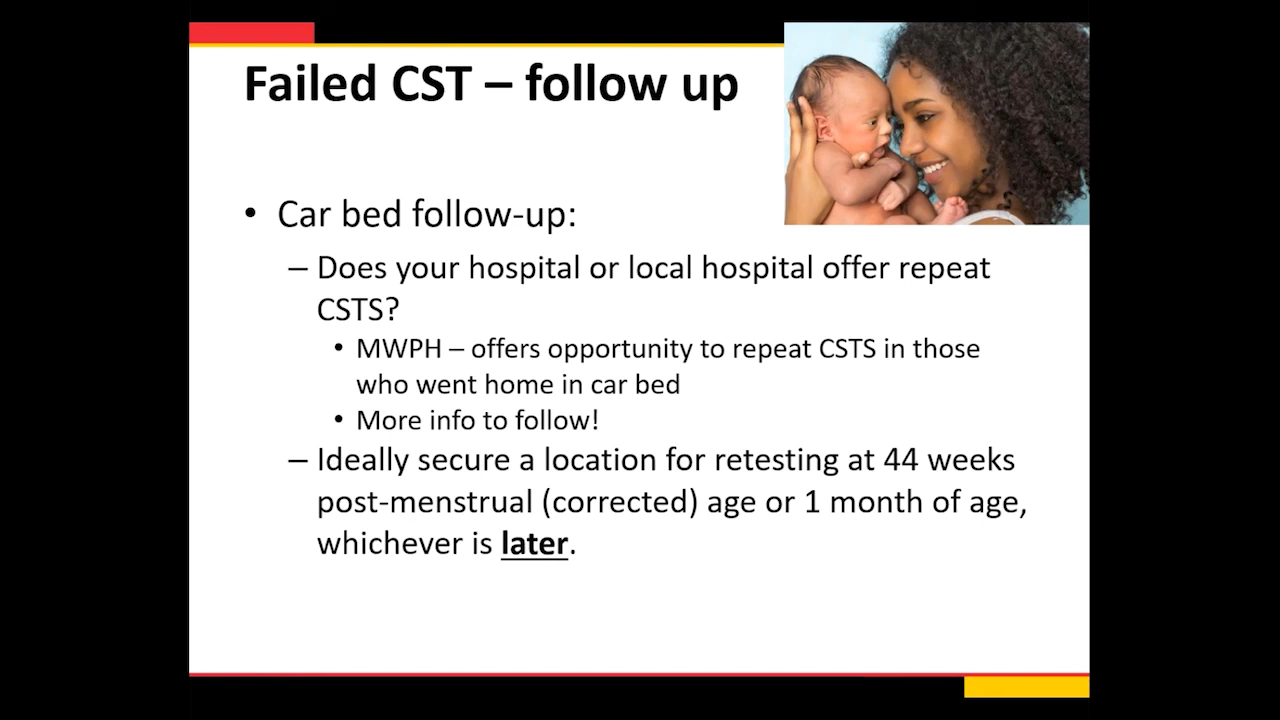 Failed CST – follow up
• Car bed follow-up:
– Does your hospital or local hospital offer repeat
CSTS?
• MWPH – offers opportunity to repeat CSTS in those
who went home in car bed
• More info to follow!
– Ideally secure a location for retesting at 44 weeks
post-menstrual (corrected) age or 1 month of age,
whichever is later.